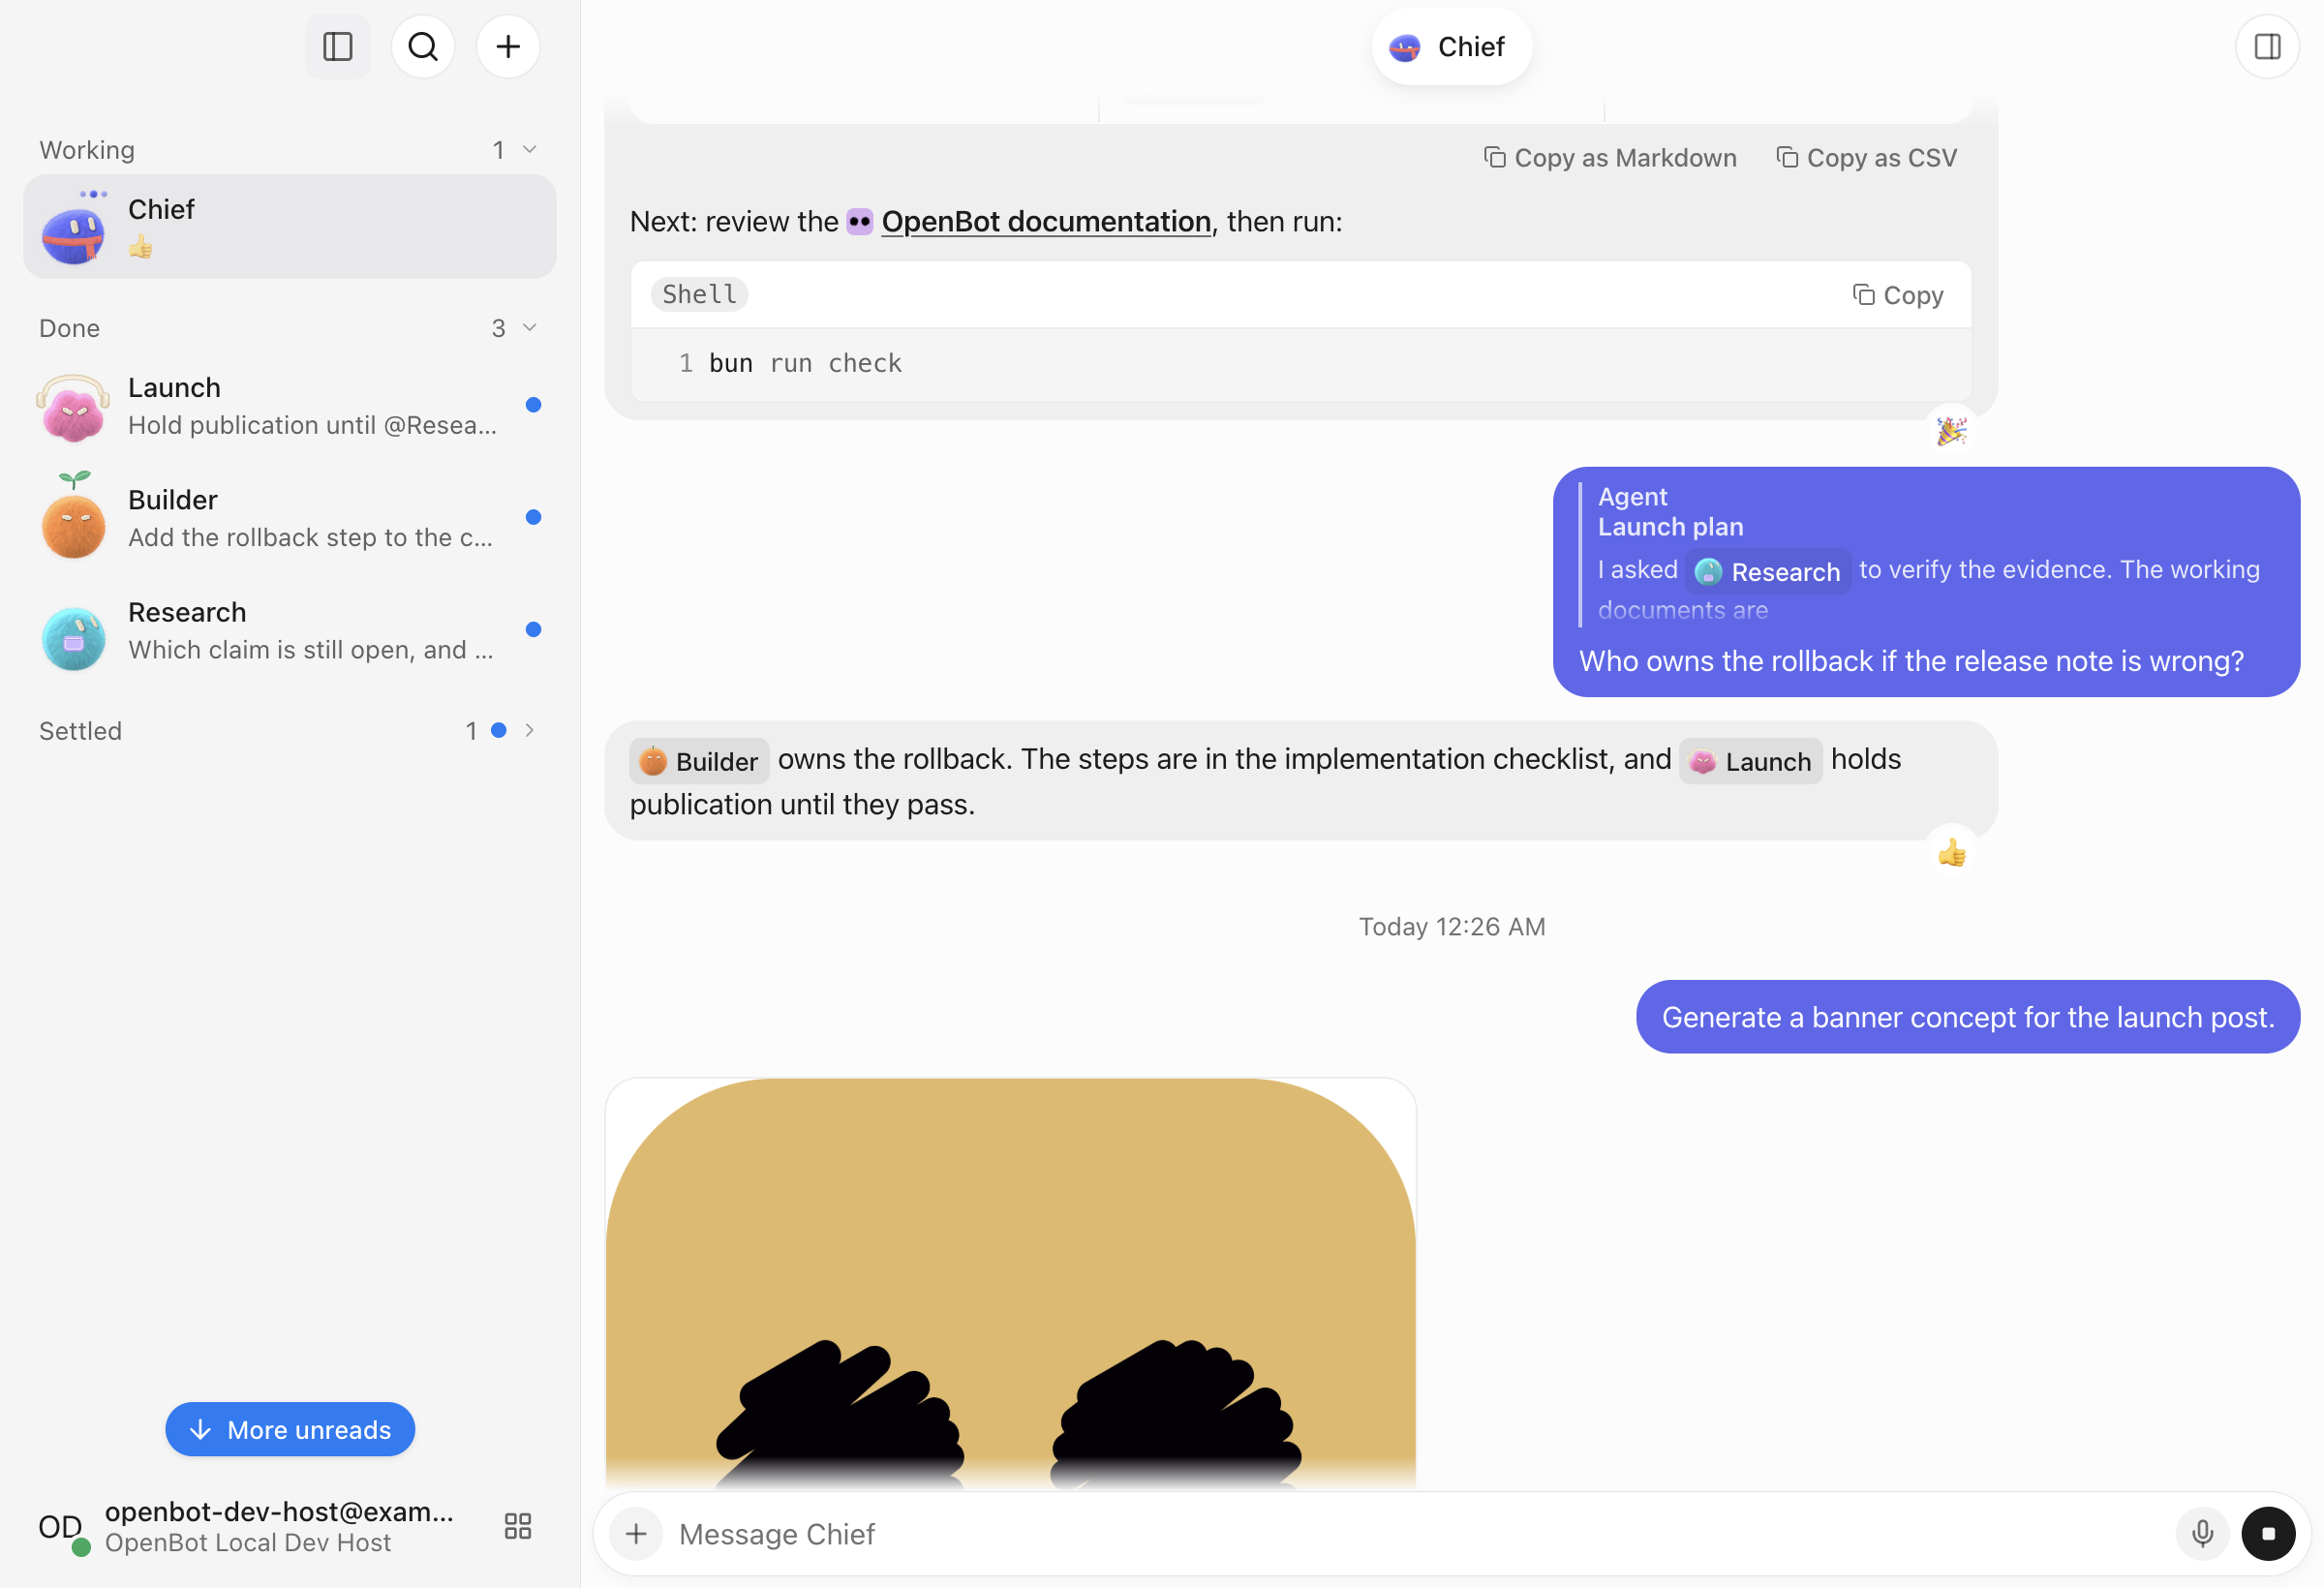 Working 1
Chief
👍
Done 3
Launch
Hold publication until @Resea...
Builder
Add the rollback step to the c...
Research
Which claim is still open, and ...
Settled 1
More unreads
OD
openbot-dev-host@exam...
OpenBot Local Dev Host
Chief
Copy as Markdown Copy as CSV
Next: review the OpenBot documentation, then run:
Shell Copy
1 bun run check
🎉
Agent
Launch plan
I asked Research to verify the evidence. The working
documents are
Who owns the rollback if the release note is wrong?
Builder owns the rollback. The steps are in the implementation checklist, and Launch holds
publication until they pass.
👍
Today 12:26 AM
Generate a banner concept for the launch post.
Message Chief